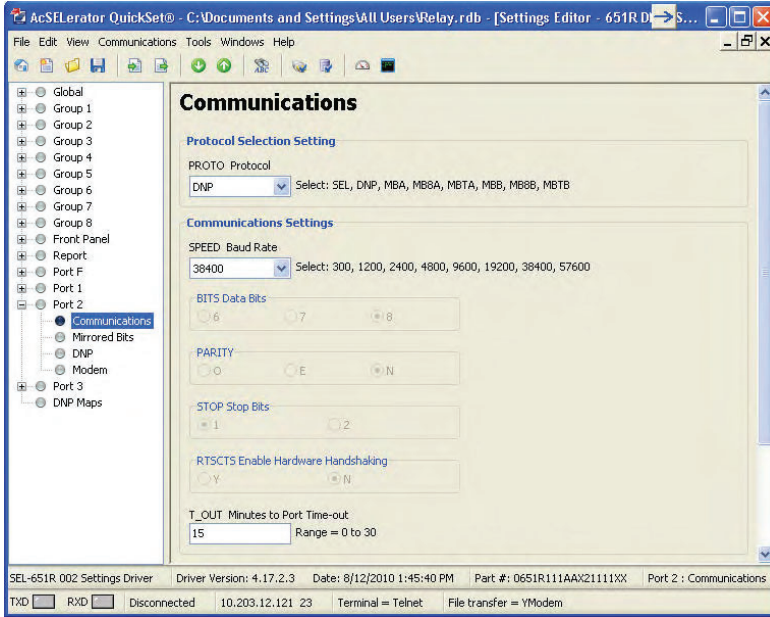 AcSELerator QuickSet® - C:\Documents and Settings\All Users\Relay.rdb - [Settings Editor - 651R D
S...
File Edit View Communications Tools Windows Help
Global
Group 1
Group 2
Group 3
Group 4
Group 5
Group 6
Group 7
Group 8
Front Panel
Report
Port F
Port 1
Port 2
Communications
Mirrored Bits
DNP
Modem
Port 3
DNP Maps
Communications
Protocol Selection Setting
PROTO Protocol
DNP Select: SEL, DNP, MBA, MB8A, MBTA, MBB, MB8B, MBTB
Communications Settings
SPEED Baud Rate
38400 Select: 300, 1200, 2400, 4800, 9600, 19200, 38400, 57600
BITS Data Bits
6 7 8
PARITY
O E N
STOP Stop Bits
1 2
RTSCTS Enable Hardware Handshaking
Y N
T_OUT Minutes to Port Time-out
15 Range = 0 to 30
SEL-651R 002 Settings Driver Driver Version: 4.17.2.3 Date: 8/12/2010 1:45:40 PM Part #: 0651R111AAX21111XX Port 2 : Communications
TXD RXD Disconnected 10.203.12.121 23 Terminal = Telnet File transfer = YModem